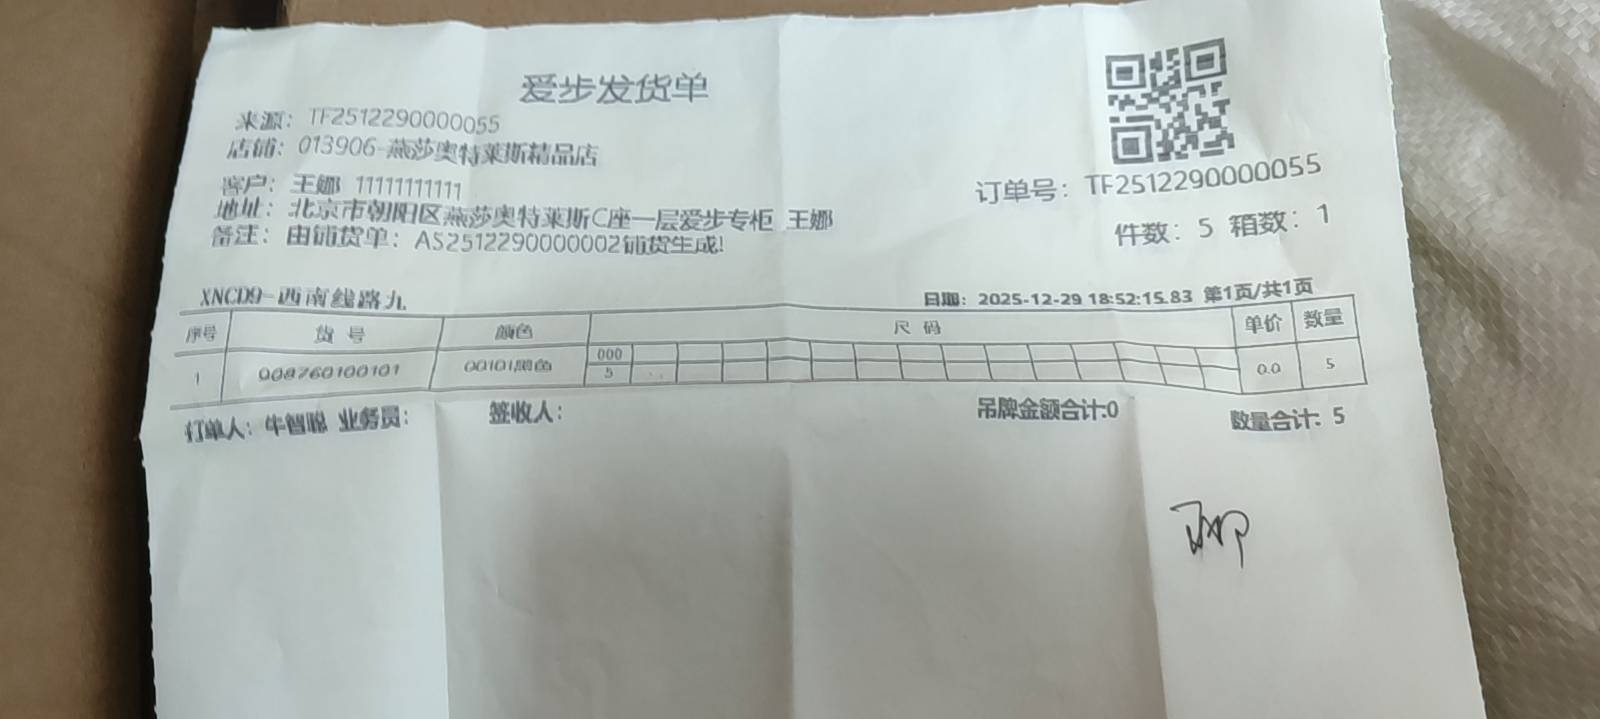 爱步发货单
来源：TF2512290000055
店铺：013906-燕莎奥特莱斯精品店
客户：王娜 11111111111
订单号：TF2512290000055
地址：北京市朝阳区燕莎奥特莱斯C座一层爱步专柜 王娜
件数：5 箱数：1
备注：由铺货单：AS2512290000002铺货生成!
XNCD9-西南线路九
日期：2025-12-29 18:52:15.83 第1页/共1页
序号 货 号 颜色 尺 码 单价 数量
000
1 008760100101 00101黑色 5 0.0 5
打单人：牛智聪 业务员： 签收人： 吊牌金额合计:0 数量合计: 5